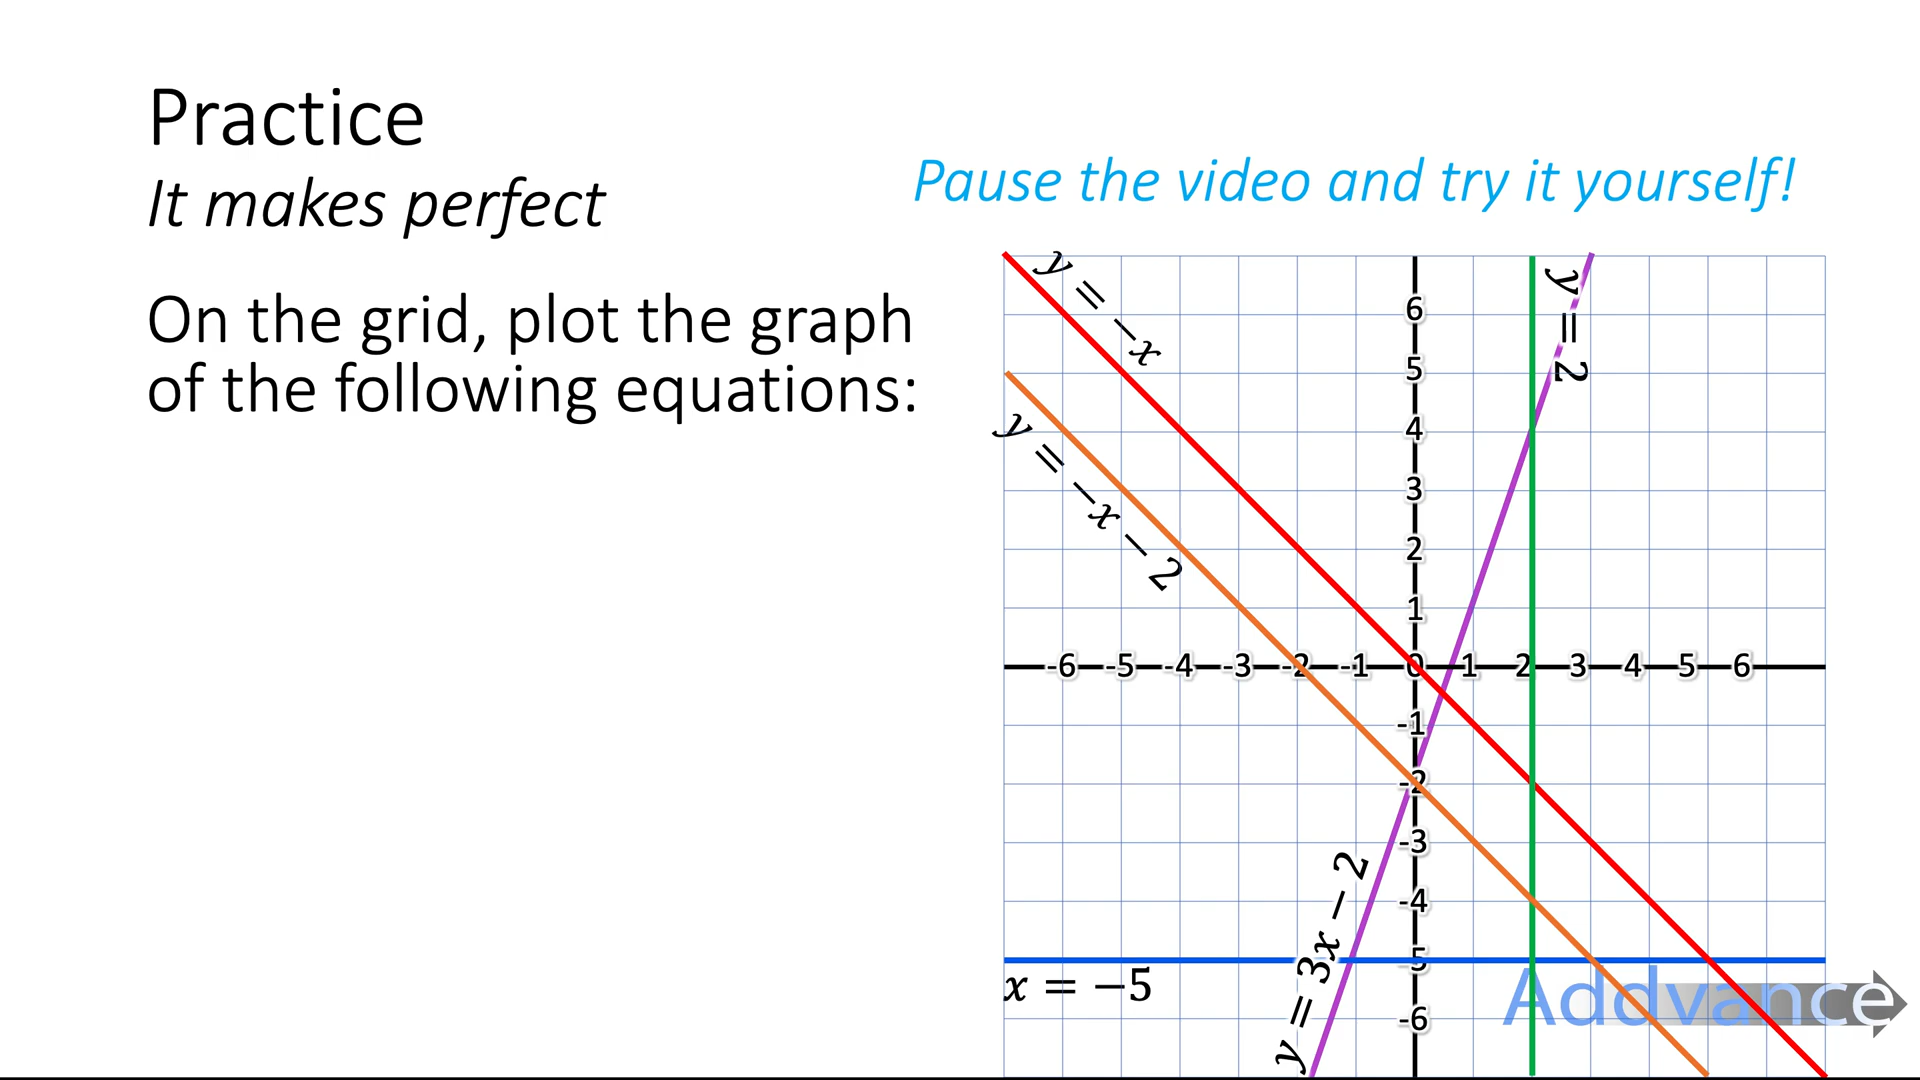 Practice
It makes perfect
Pause the video and try it yourself!
On the grid, plot the graph
of the following equations:
y = −x
y = 2
y = −x − 2
y = 3x − 2
x = −5
6
5
4
3
2
1
-6 -5 -4 -3 -2 -1 0 1 2 3 4 5 6
-1
-2
-3
-4
-5
-6
Addvance